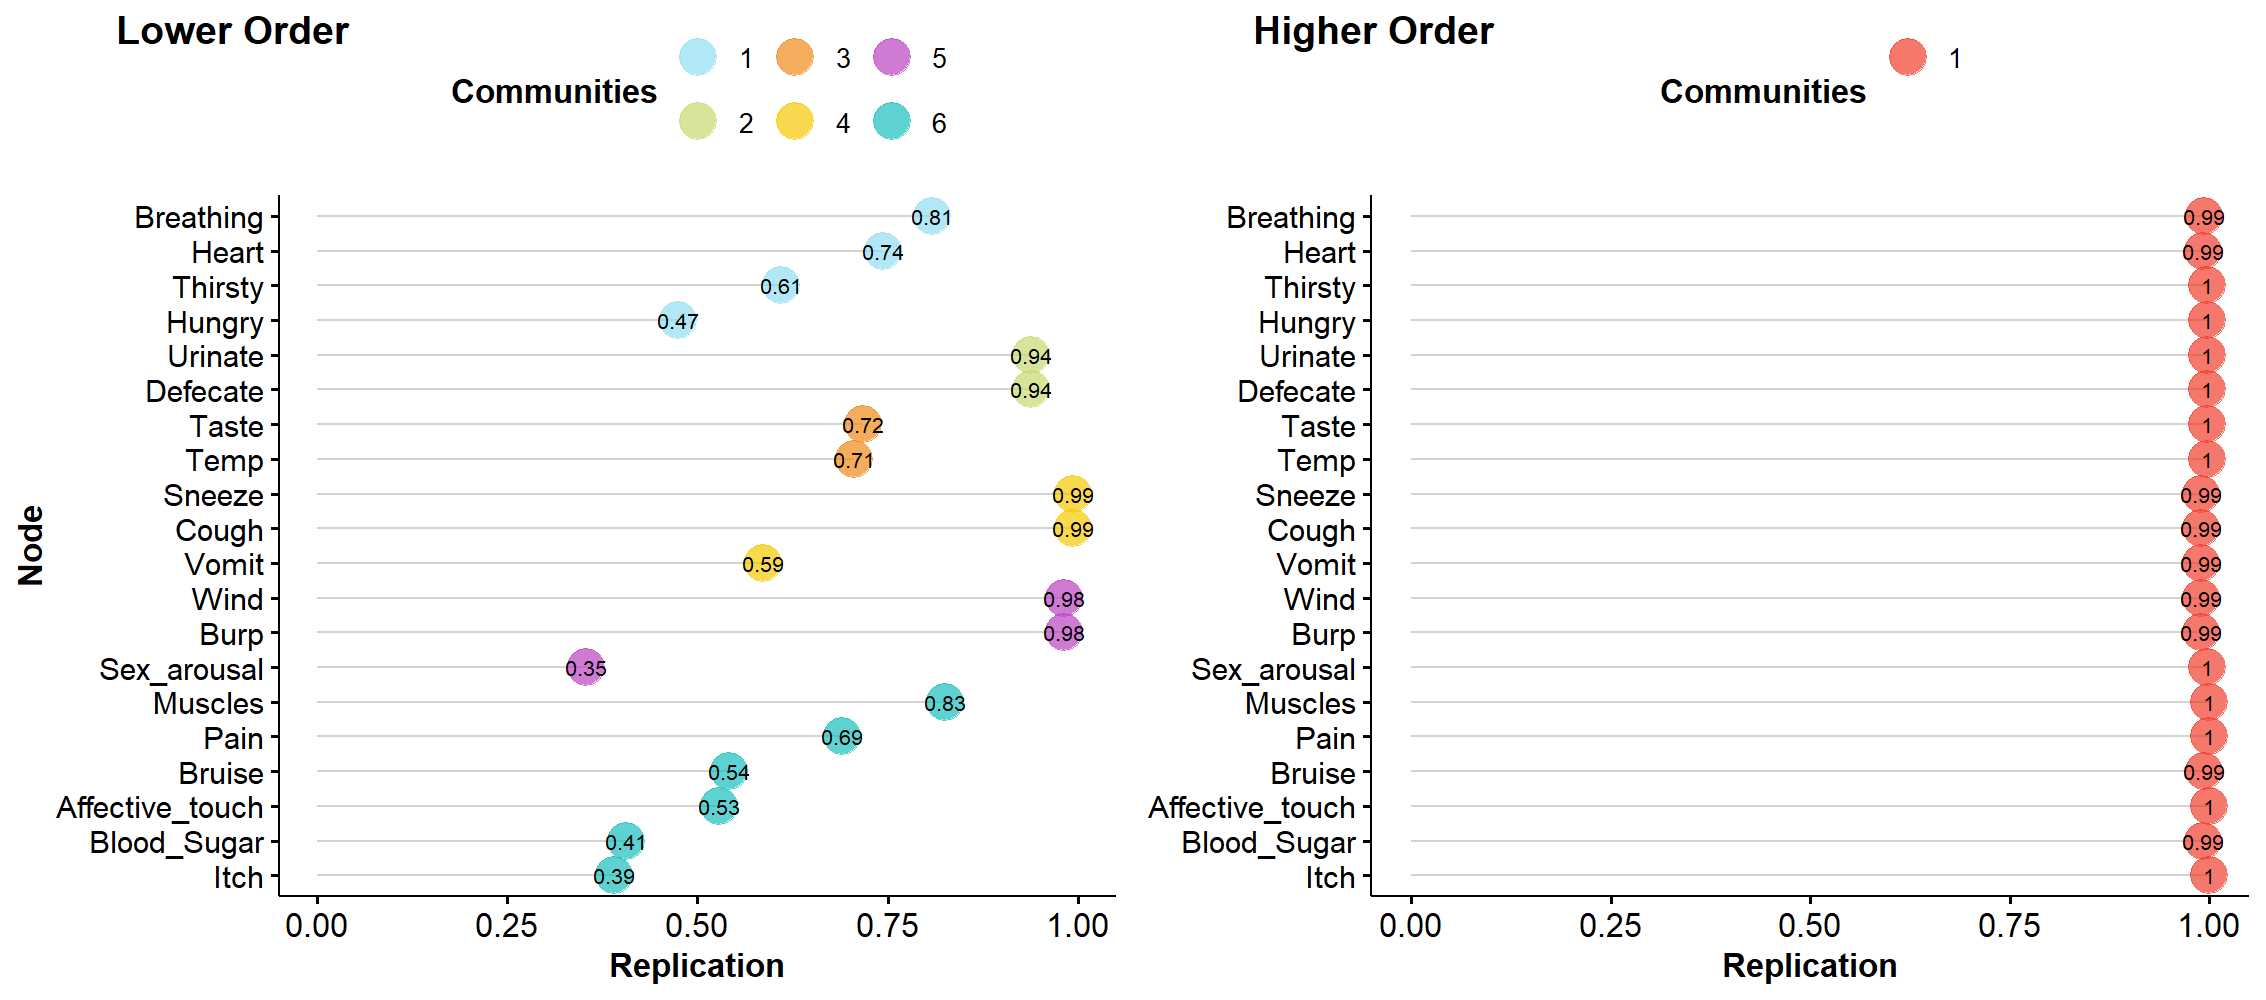 Lower Order
Communities
1
3
5
2
4
6
Node
Breathing 0.81
Heart 0.74
Thirsty 0.61
Hungry 0.47
Urinate 0.94
Defecate 0.94
Taste 0.72
Temp 0.71
Sneeze 0.99
Cough 0.99
Vomit 0.59
Wind 0.98
Burp 0.98
Sex_arousal 0.35
Muscles 0.83
Pain 0.69
Bruise 0.54
Affective_touch 0.53
Blood_Sugar 0.41
Itch 0.39
0.00 0.25 0.50 0.75 1.00
Replication
Higher Order
Communities
1
Breathing 0.99
Heart 0.99
Thirsty 1
Hungry 1
Urinate 1
Defecate 1
Taste 1
Temp 1
Sneeze 0.99
Cough 0.99
Vomit 0.99
Wind 0.99
Burp 0.99
Sex_arousal 1
Muscles 1
Pain 1
Bruise 0.99
Affective_touch 1
Blood_Sugar 0.99
Itch 1
0.00 0.25 0.50 0.75 1.00
Replication